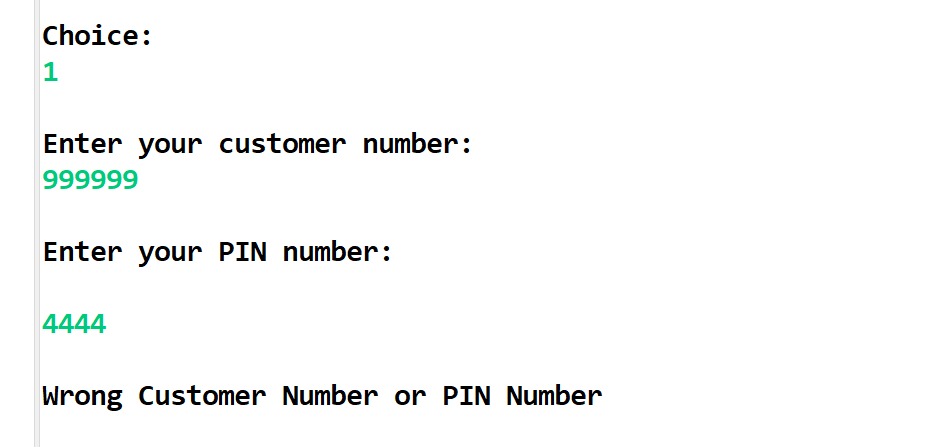 Choice:
1
Enter your customer number:
999999
Enter your PIN number:
4444
Wrong Customer Number or PIN Number